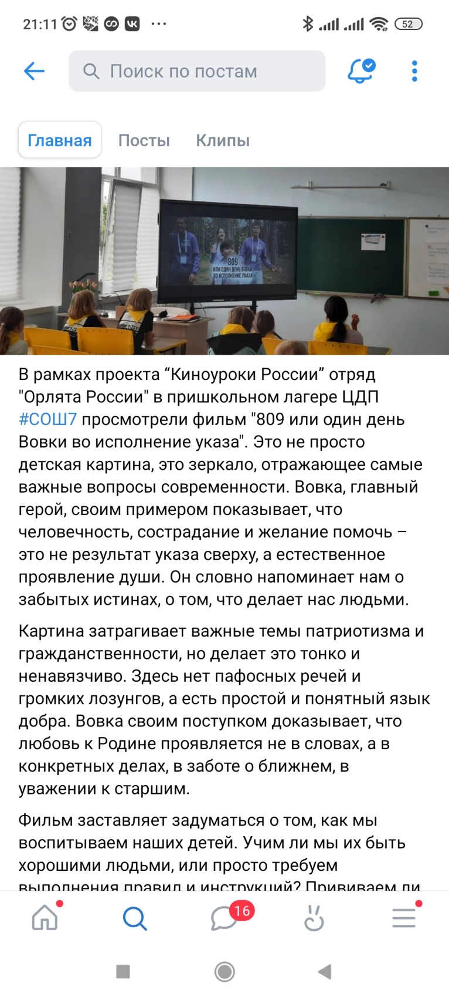 21:11
52
Поиск по постам
Главная Посты Клипы
809
ИЛИ ОДИН ДЕНЬ ВОВКИ
ВО ИСПОЛНЕНИЕ УКАЗА
В рамках проекта “Киноуроки России” отряд
"Орлята России" в пришкольном лагере ЦДП
#СОШ7 просмотрели фильм "809 или один день
Вовки во исполнение указа". Это не просто
детская картина, это зеркало, отражающее самые
важные вопросы современности. Вовка, главный
герой, своим примером показывает, что
человечность, сострадание и желание помочь –
это не результат указа сверху, а естественное
проявление души. Он словно напоминает нам о
забытых истинах, о том, что делает нас людьми.
Картина затрагивает важные темы патриотизма и
гражданственности, но делает это тонко и
ненавязчиво. Здесь нет пафосных речей и
громких лозунгов, а есть простой и понятный язык
добра. Вовка своим поступком доказывает, что
любовь к Родине проявляется не в словах, а в
конкретных делах, в заботе о ближнем, в
уважении к старшим.
Фильм заставляет задуматься о том, как мы
воспитываем наших детей. Учим ли мы их быть
хорошими людьми, или просто требуем
выполнения правил и инструкций? Прививаем ли
16